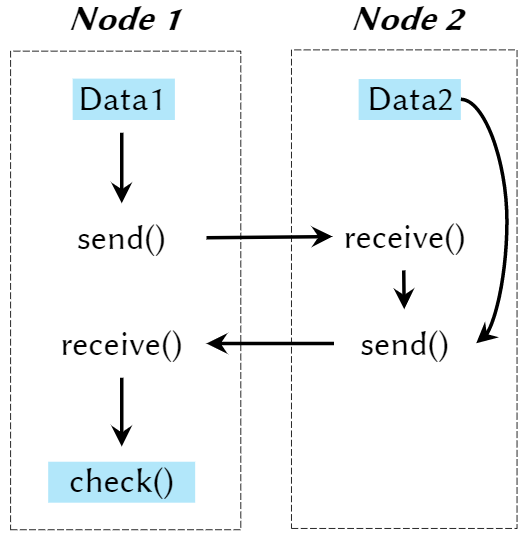 Node 1
Node 2
Data1
Data2
send()
receive()
receive()
send()
check()